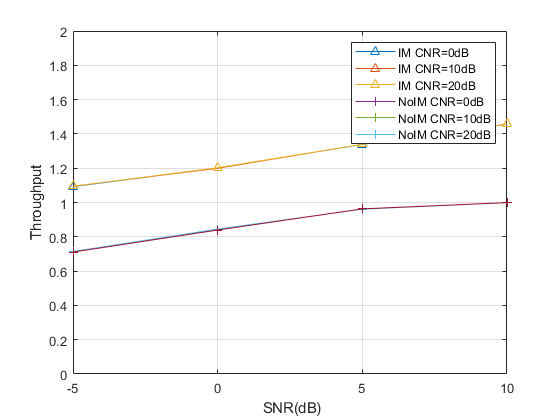 2
1.8
1.6
1.4
1.2
1
0.8
0.6
0.4
0.2
0
Throughput
IM CNR=0dB
IM CNR=10dB
IM CNR=20dB
NoIM CNR=0dB
NoIM CNR=10dB
NoIM CNR=20dB
-5 0 5 10
SNR(dB)